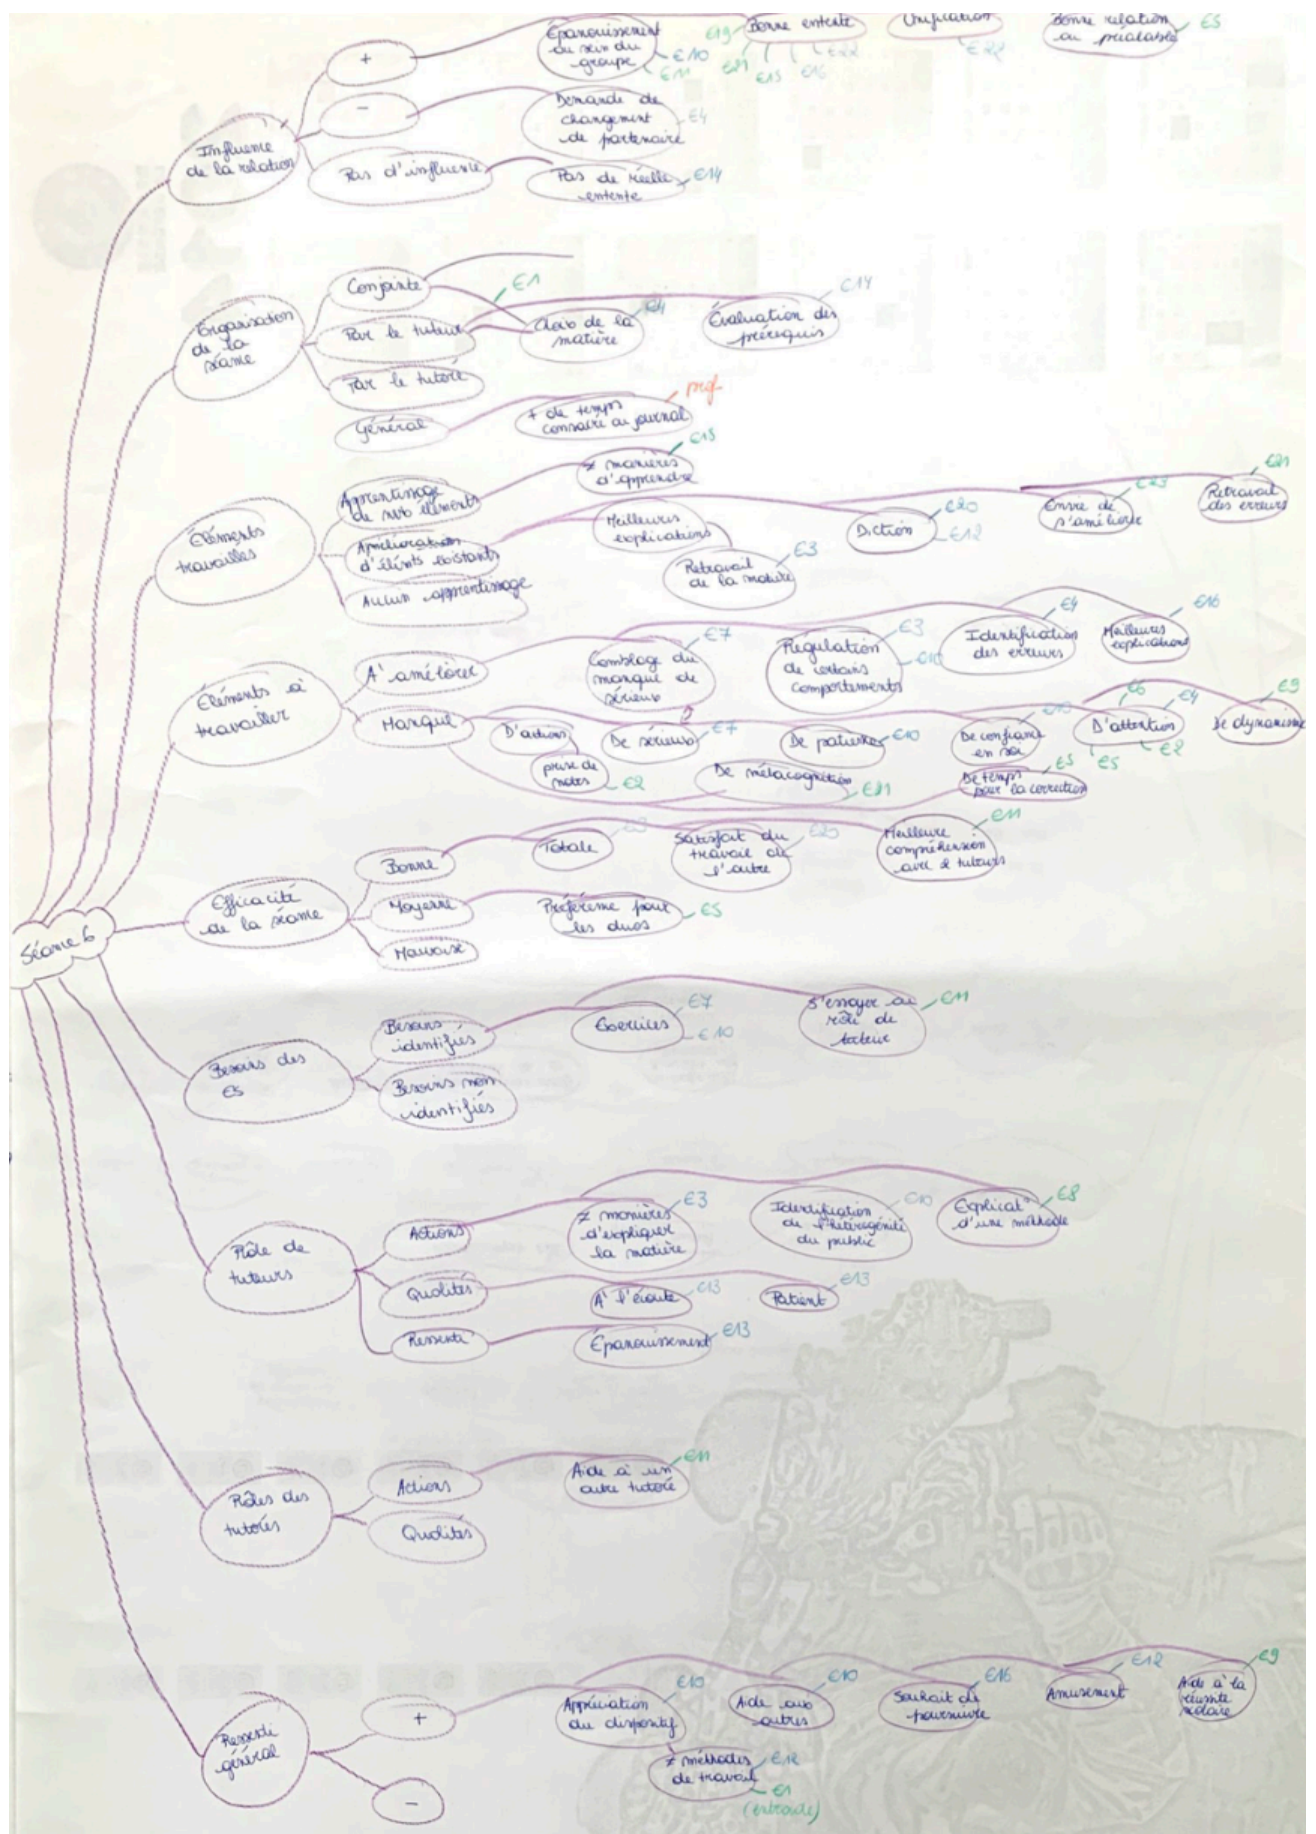 Séance 6
Influence
de la relation
+
Épanouissement
au sein du
groupe
E10
E11
Bonne entente
E19
E21
E15
E16
E22
Unification
E22
Bonne relation
au préalable
E5
-
Demande de
changement
de partenaire
E4
Pas d'influence
Pas de réelle
entente
E14
Organisation
de la
séance
Conjointe
E1
Par le tuteur
Choix de la
matière
E4
Évaluation des
prérequis
E14
Par le tutoré
Général
+ de temps
consacré au journal
prof
Éléments
travaillés
Apprentissage
de nvx éléments
≠ manières
d'apprendre
E15
Amélioration
d'élmts existants
Meilleures
explications
Retravail
de la matière
E3
Diction
E20
E12
Envie de
s'améliorer
E23
Retravail
des erreurs
E21
Aucun apprentissage
Éléments à
travailler
À améliorer
Comblage du
manque de
sérieux
E7
Régulation
de certains
comportements
E3
E10
Identification
des erreurs
E4
Meilleures
explications
E16
Manque
D'actions
prise de
notes
E2
De sérieux
E7
De patience
E10
De confiance
en soi
E10
D'attention
E6
E4
E5
E2
De dynamisme
E9
De métacognition
E21
De temps
pour la correction
E5
Efficacité
de la séance
Bonne
Totale
E3
Satisfait du
travail de
l'autre
E20
Meilleure
compréhension
avec 2 tuteurs
E11
Moyenne
Préférence pour
les duos
E5
Mauvaise
Besoins des
ES
Besoins
identifiés
Exercices
E7
E10
S'essayer au
rôle de
tuteur
E11
Besoins non
identifiés
Rôle de
tuteurs
Actions
≠ manières
d'expliquer
la matière
E3
Identification
de l'hétérogénité
du public
E10
Explicat°
d'une méthode
E8
Qualités
À l'écoute
E13
Patient
E13
Ressenti
Épanouissement
E13
Rôles des
tutorés
Actions
Aide à un
autre tutoré
E11
Qualités
Ressenti
général
+
Appréciation
du dispositif
E10
≠ méthodes
de travail
E12
E1
(entraide)
Aide aux
autres
E10
Souhait de
poursuivre
E16
Amusement
E12
Aide à la
réussite
scolaire
E9
-